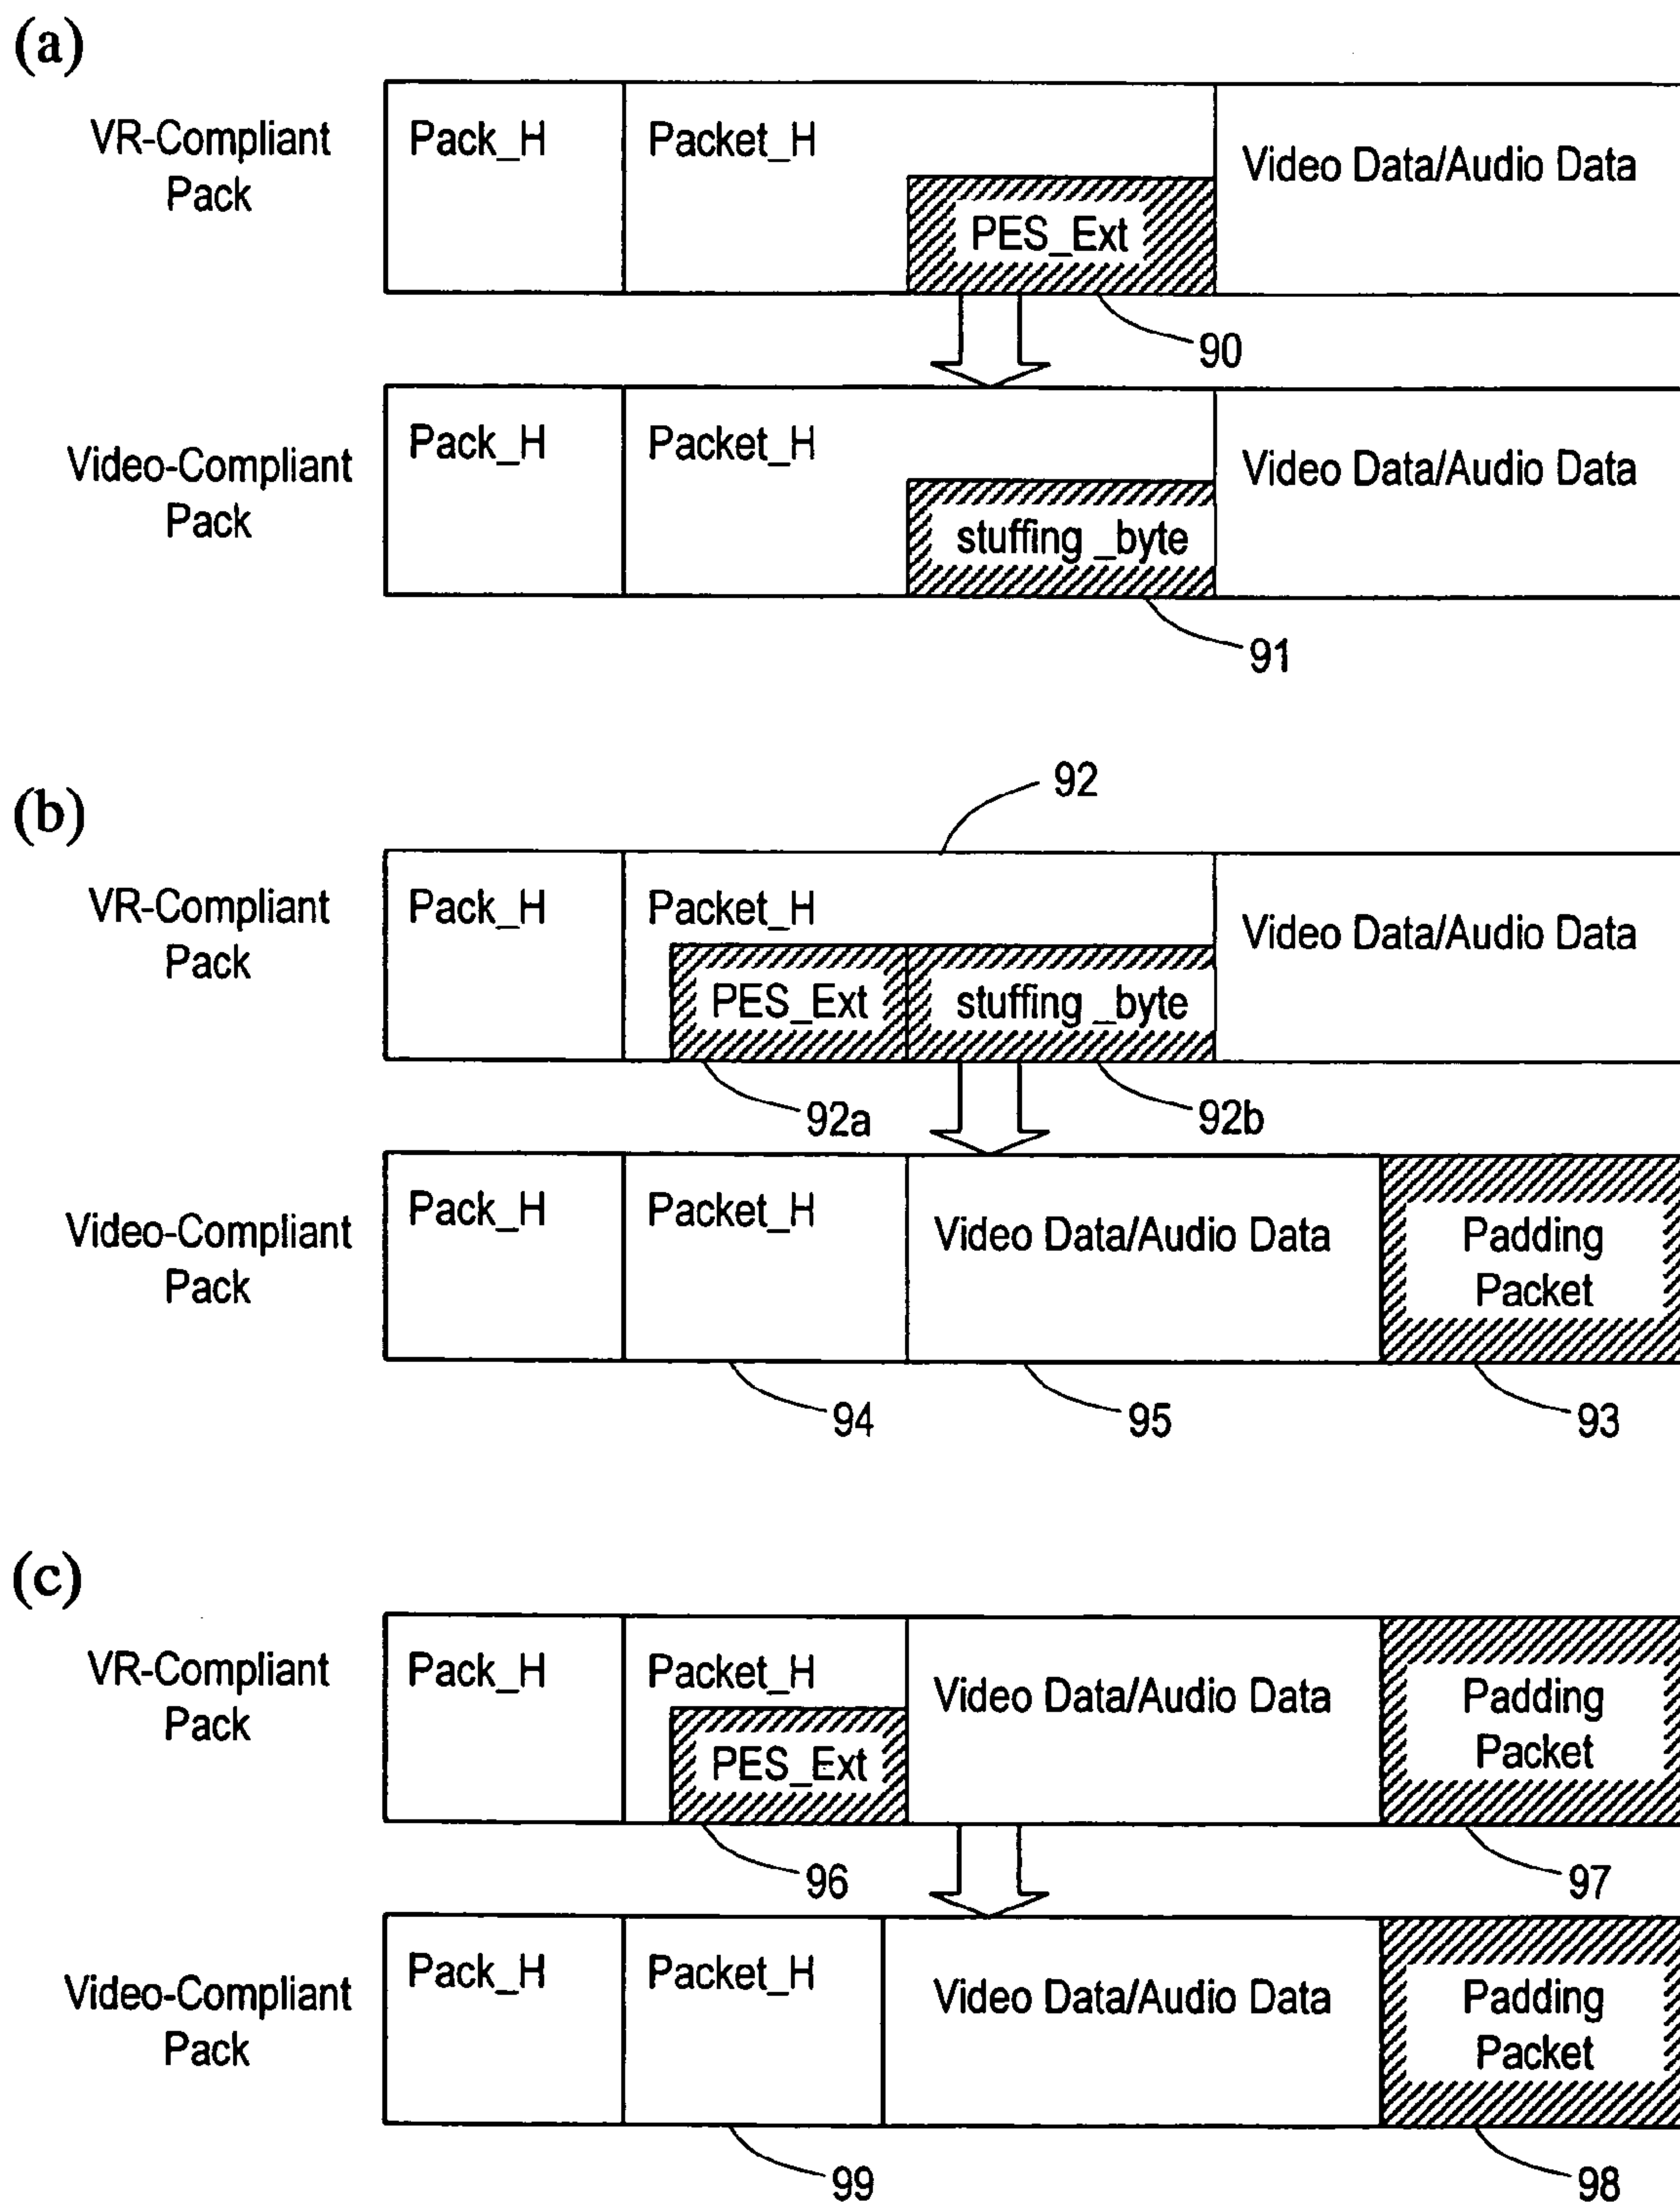 (a)
VR-Compliant
Pack
Pack_H
Packet_H
PES_Ext
Video Data/Audio Data
90
Video-Compliant
Pack
Pack_H
Packet_H
stuffing _byte
Video Data/Audio Data
91
(b)
92
VR-Compliant
Pack
Pack_H
Packet_H
PES_Ext
stuffing _byte
Video Data/Audio Data
92a
92b
Video-Compliant
Pack
Pack_H
Packet_H
Video Data/Audio Data
Padding
Packet
94
95
93
(c)
VR-Compliant
Pack
Pack_H
Packet_H
PES_Ext
Video Data/Audio Data
Padding
Packet
96
97
Video-Compliant
Pack
Pack_H
Packet_H
Video Data/Audio Data
Padding
Packet
99
98